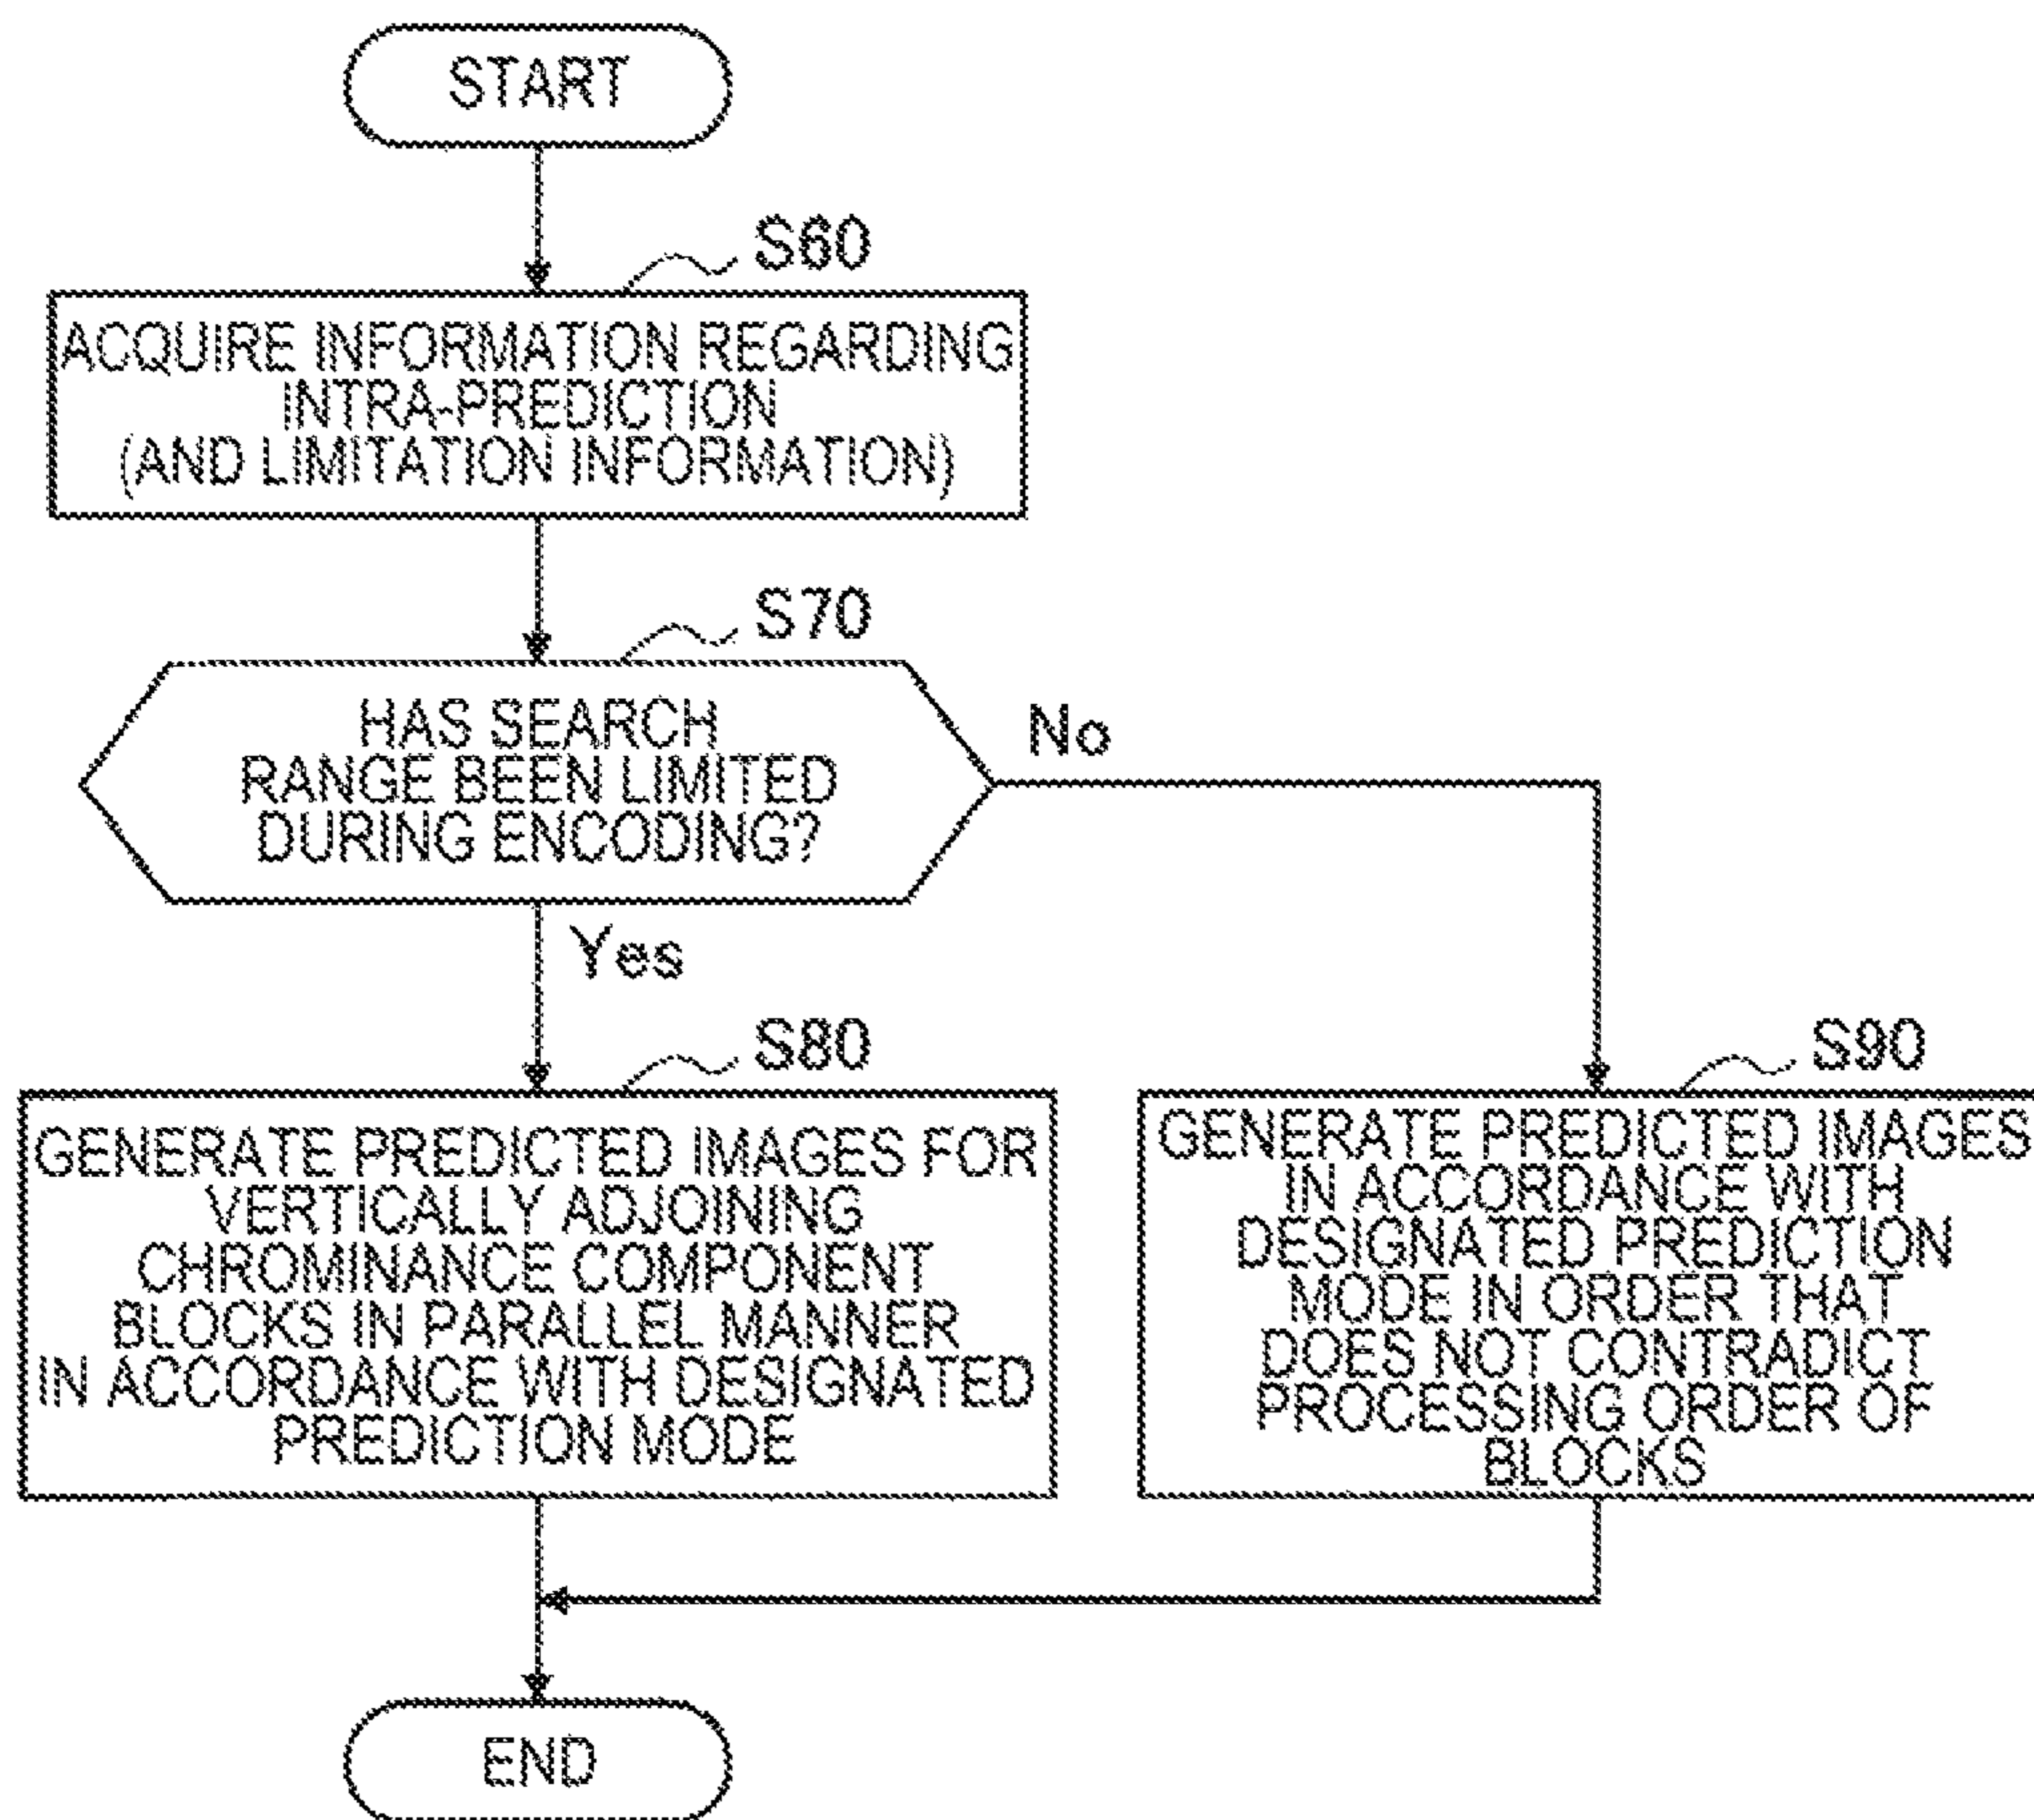 START
S60
ACQUIRE INFORMATION REGARDING
INTRA-PREDICTION
(AND LIMITATION INFORMATION)
S70
HAS SEARCH
RANGE BEEN LIMITED
DURING ENCODING?
No
Yes
S80
GENERATE PREDICTED IMAGES FOR
VERTICALLY ADJOINING
CHROMINANCE COMPONENT
BLOCKS IN PARALLEL MANNER
IN ACCORDANCE WITH DESIGNATED
PREDICTION MODE
S90
GENERATE PREDICTED IMAGES
IN ACCORDANCE WITH
DESIGNATED PREDICTION
MODE IN ORDER THAT
DOES NOT CONTRADICT
PROCESSING ORDER OF
BLOCKS
END